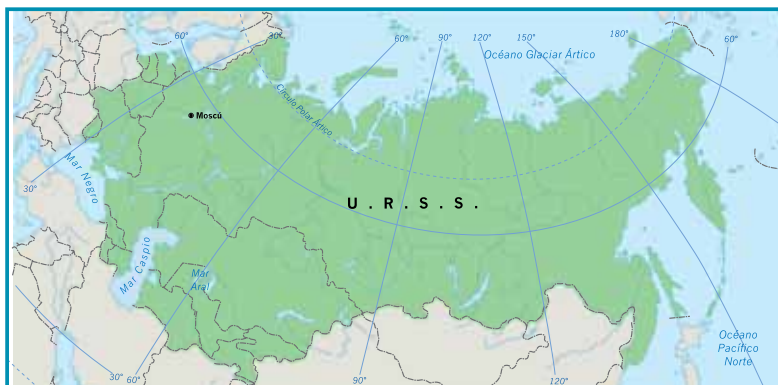 60°
30°
60°
90°
120°
150°
180°
60°
Océano Glaciar Ártico
Círculo Polar Ártico
Moscú
Mar Negro
30°
U. R. S. S.
Mar Caspio
Mar
Aral
Océano
Pacífico
Norte
30°
60°
90°
120°